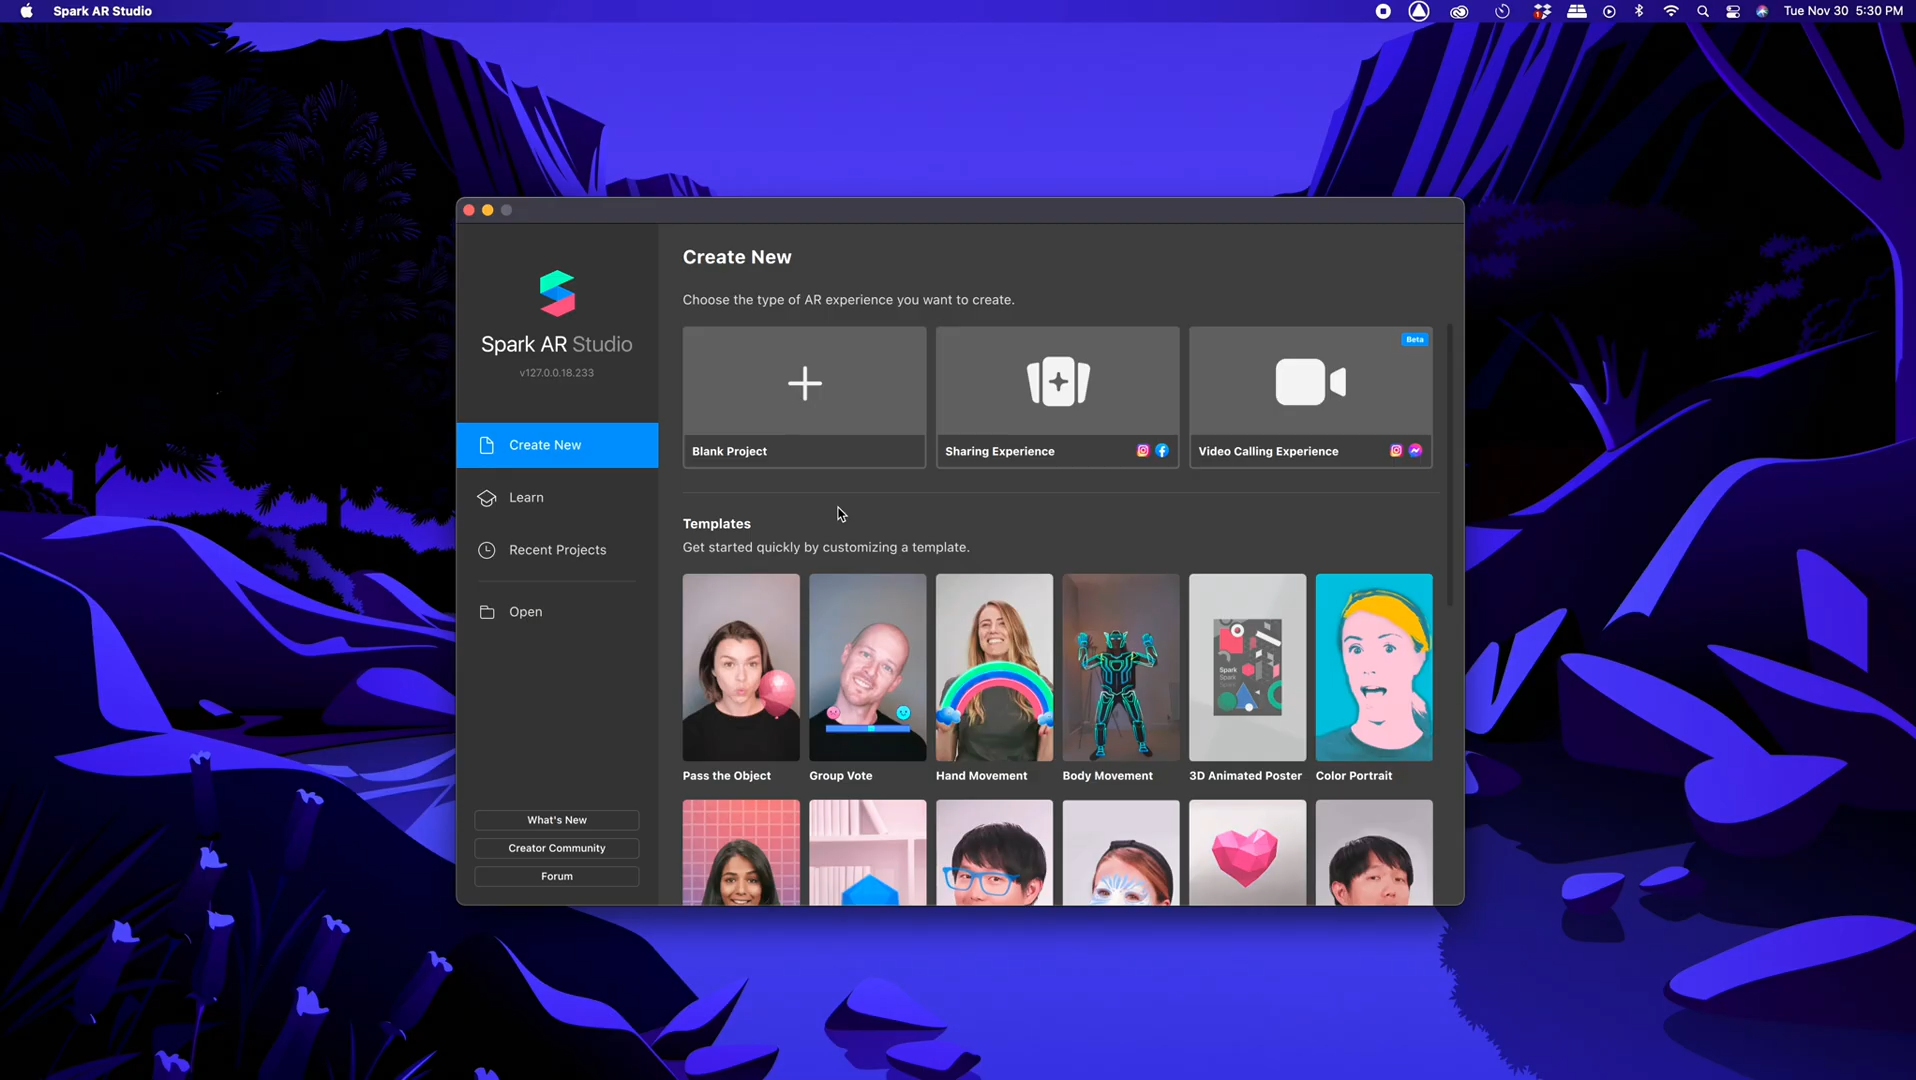 Spark AR Studio
Tue Nov 30 5:30 PM
Create New
Choose the type of AR experience you want to create.
Spark AR Studio
v127.0.0.18.233
Beta
Blank Project
Sharing Experience
Video Calling Experience
Create New
Learn
Recent Projects
Open
Templates
Get started quickly by customizing a template.
Spark
Spark
Pass the Object
Group Vote
Hand Movement
Body Movement
3D Animated Poster
Color Portrait
What's New
Creator Community
Forum